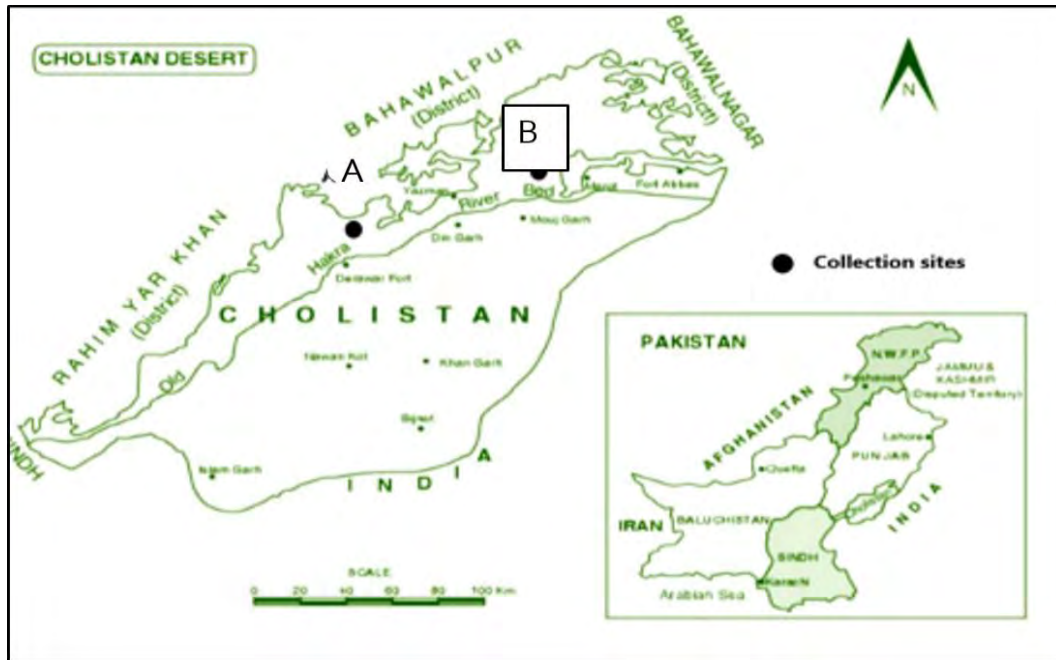 CHOLISTAN DESERT
BAHAWALPUR
(District)
BAHAWALNAGAR
(District)
N
B
A
RAHIM YAR KHAN
(District)
Yazman
River
Bed
Marot
Fort Abbas
Old
Hakra
Din Garh
Mouj Garh
Derawar Fort
Collection sites
CHOLISTAN
Nawan Kot
Khan Garh
Bijnot
Islam Garh
INDIA
SINDH
SCALE
0 20 40 60 80 100 Km.
PAKISTAN
N.W.F.P.
Peshawar
JAMMU &
KASHMIR
(Disputed Territory)
AFGHANISTAN
Lahore
PUNJAB
Quetta
Cholistan
INDIA
IRAN
BALUCHISTAN
SINDH
Karachi
Arabian Sea